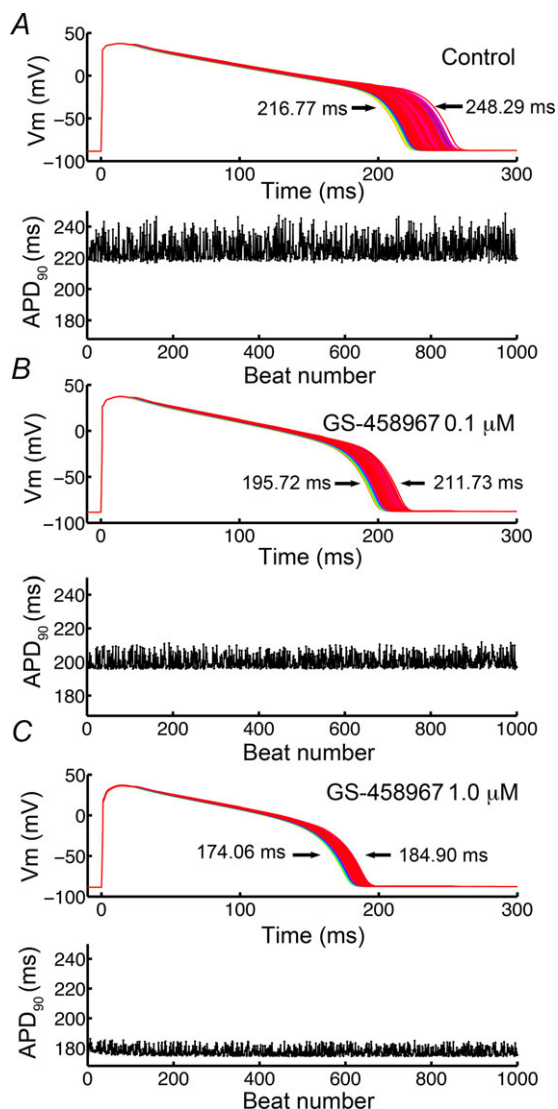 A
Control
Vm (mV)
50
0
−50
−100
216.77 ms
248.29 ms
0
100
200
300
Time (ms)
APD90 (ms)
240
220
200
180
0
200
400
600
800
1000
Beat number
B
GS-458967 0.1 μM
Vm (mV)
50
0
−50
−100
195.72 ms
211.73 ms
0
100
200
300
Time (ms)
APD90 (ms)
240
220
200
180
0
200
400
600
800
1000
Beat number
C
GS-458967 1.0 μM
Vm (mV)
50
0
−50
−100
174.06 ms
184.90 ms
0
100
200
300
Time (ms)
APD90 (ms)
240
220
200
180
0
200
400
600
800
1000
Beat number